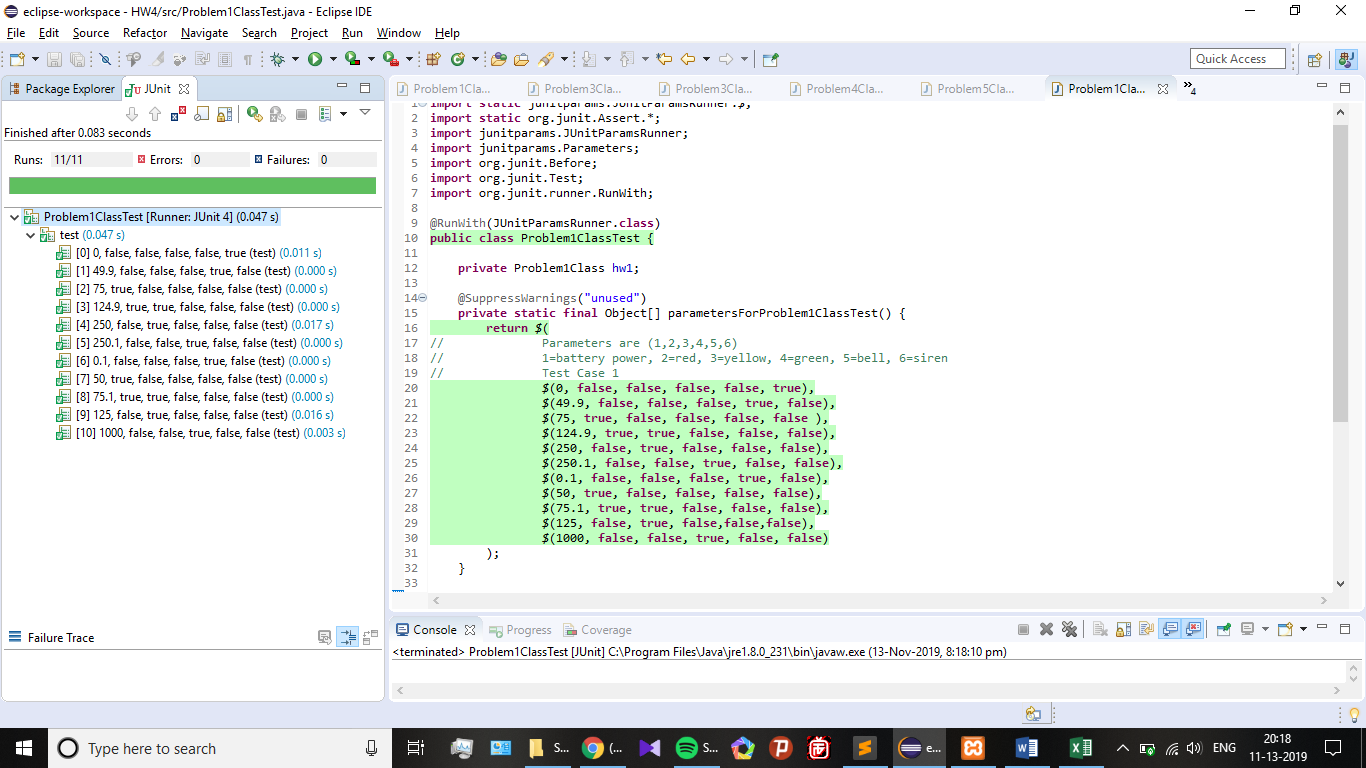 eclipse-workspace - HW4/src/Problem1ClassTest.java - Eclipse IDE
File Edit Source Refactor Navigate Search Project Run Window Help
Quick Access
Package Explorer JUnit
Finished after 0.083 seconds
Runs: 11/11 Errors: 0 Failures: 0
Problem1ClassTest [Runner: JUnit 4] (0.047 s)
test (0.047 s)
[0] 0, false, false, false, false, true (test) (0.011 s)
[1] 49.9, false, false, false, true, false (test) (0.000 s)
[2] 75, true, false, false, false, false (test) (0.000 s)
[3] 124.9, true, true, false, false, false (test) (0.000 s)
[4] 250, false, true, false, false, false (test) (0.017 s)
[5] 250.1, false, false, true, false, false (test) (0.000 s)
[6] 0.1, false, false, false, true, false (test) (0.000 s)
[7] 50, true, false, false, false, false (test) (0.000 s)
[8] 75.1, true, true, false, false, false (test) (0.000 s)
[9] 125, false, true, false, false, false (test) (0.016 s)
[10] 1000, false, false, true, false, false (test) (0.003 s)
Failure Trace
Problem1Cla... Problem3Cla... Problem3Cla... Problem4Cla... Problem5Cla... Problem1Cla... »4
1 import static junitparams.JUnitParamsRunner.$;
2 import static org.junit.Assert.*;
3 import junitparams.JUnitParamsRunner;
4 import junitparams.Parameters;
5 import org.junit.Before;
6 import org.junit.Test;
7 import org.junit.runner.RunWith;
8
9 @RunWith(JUnitParamsRunner.class)
10 public class Problem1ClassTest {
11
12 private Problem1Class hw1;
13
14 @SuppressWarnings("unused")
15 private static final Object[] parametersForProblem1ClassTest() {
16 return $(
17 // Parameters are (1,2,3,4,5,6)
18 // 1=battery power, 2=red, 3=yellow, 4=green, 5=bell, 6=siren
19 // Test Case 1
20 $(0, false, false, false, false, true),
21 $(49.9, false, false, false, true, false),
22 $(75, true, false, false, false, false ),
23 $(124.9, true, true, false, false, false),
24 $(250, false, true, false, false, false),
25 $(250.1, false, false, true, false, false),
26 $(0.1, false, false, false, true, false),
27 $(50, true, false, false, false, false),
28 $(75.1, true, true, false, false, false),
29 $(125, false, true, false,false,false),
30 $(1000, false, false, true, false, false)
31 );
32 }
33
Console Progress Coverage
<terminated> Problem1ClassTest [JUnit] C:\Program Files\Java\jre1.8.0_231\bin\javaw.exe (13-Nov-2019, 8:18:10 pm)
Type here to search
S... (... S... e...
ENG
20:18
11-13-2019